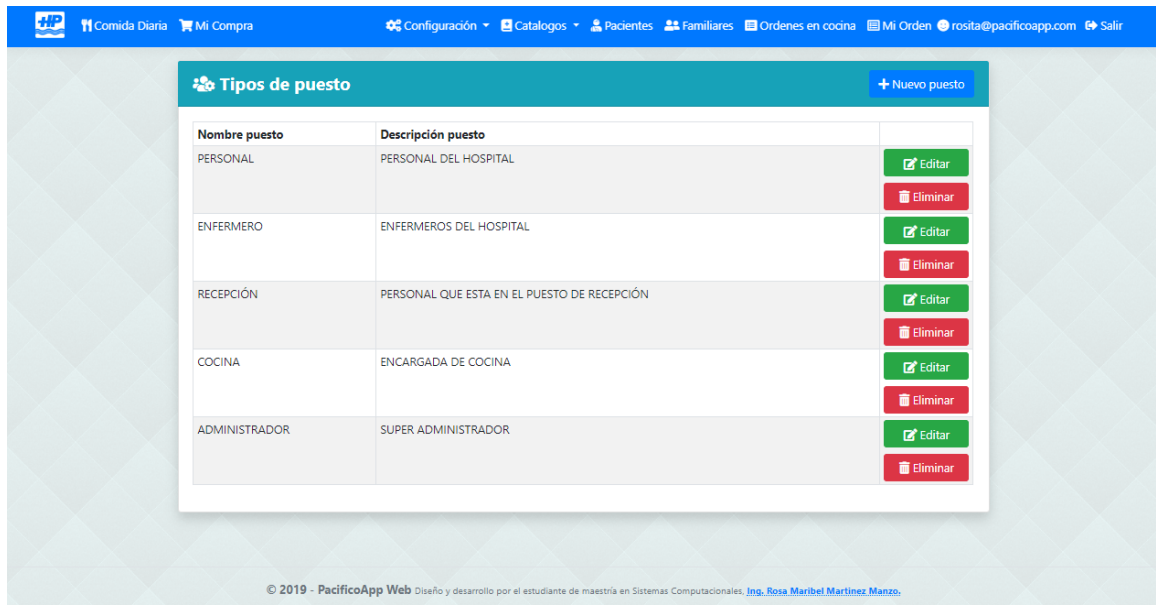 HP Comida Diaria Mi Compra Configuración Catalogos Pacientes Familiares Ordenes en cocina Mi Orden rosita@pacificoapp.com Salir
Tipos de puesto + Nuevo puesto
Nombre puesto Descripción puesto
PERSONAL PERSONAL DEL HOSPITAL Editar
Eliminar
ENFERMERO ENFERMEROS DEL HOSPITAL Editar
Eliminar
RECEPCIÓN PERSONAL QUE ESTA EN EL PUESTO DE RECEPCIÓN Editar
Eliminar
COCINA ENCARGADA DE COCINA Editar
Eliminar
ADMINISTRADOR SUPER ADMINISTRADOR Editar
Eliminar
© 2019 - PacificoApp Web Diseño y desarrollo por el estudiante de maestría en Sistemas Computacionales, Ing. Rosa Maribel Martinez Manzo.